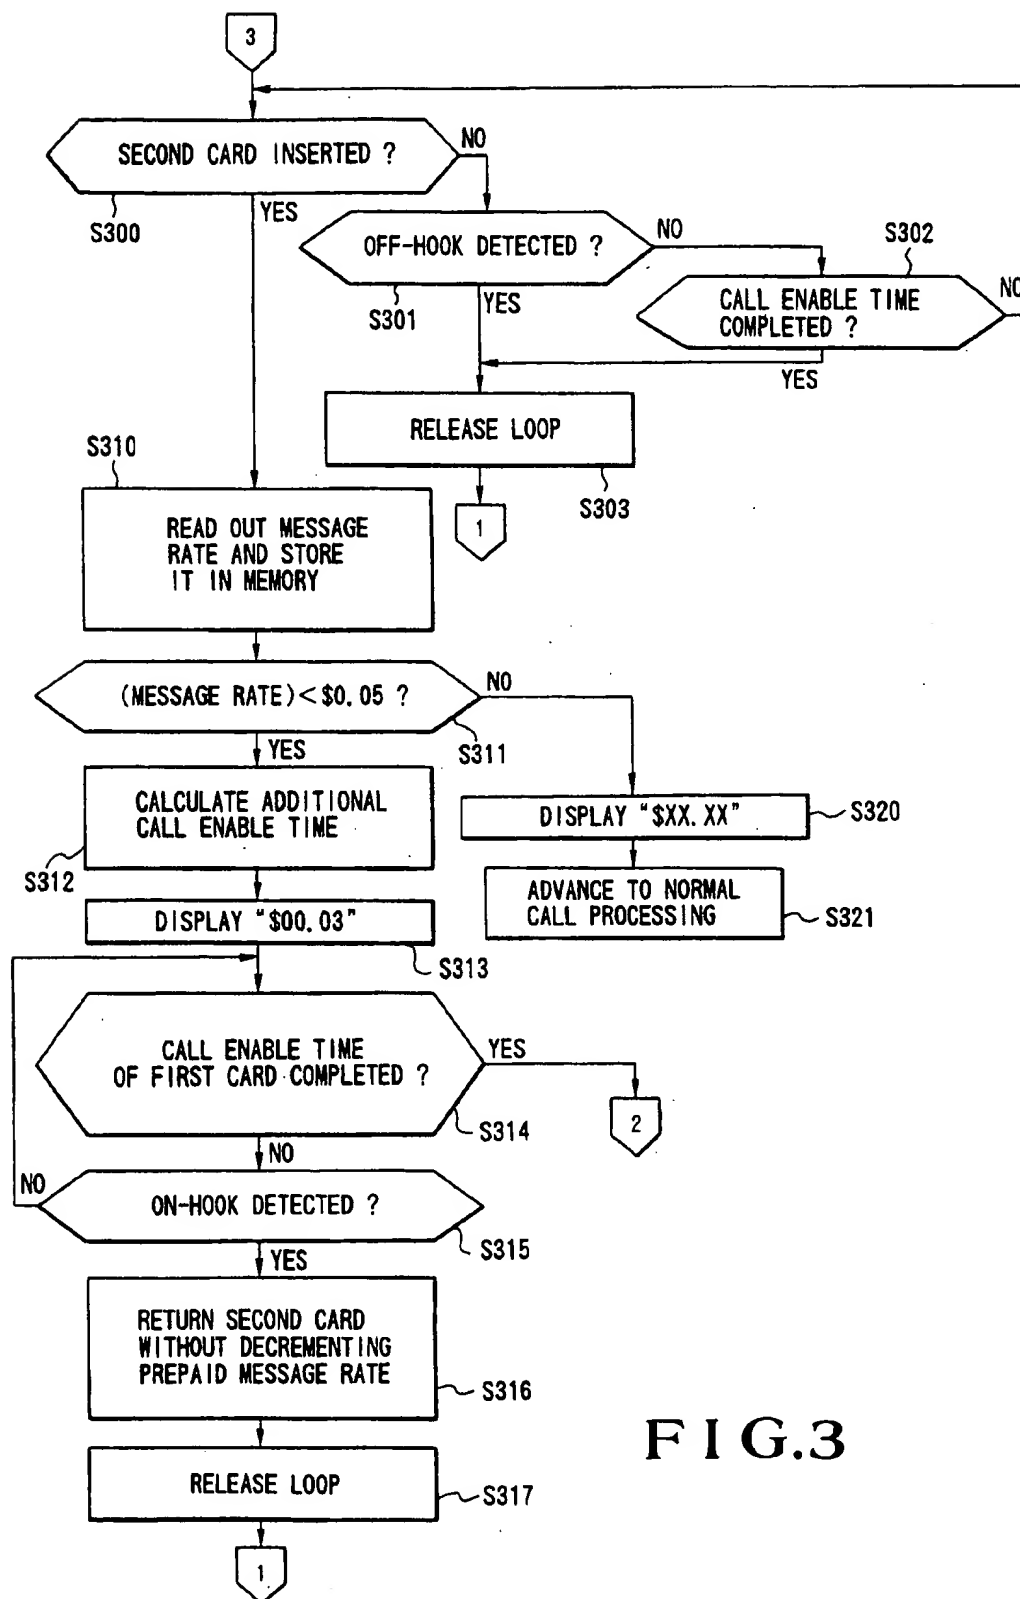 3
SECOND CARD INSERTED ?
NO
S300
YES
OFF-HOOK DETECTED ?
NO
S302
S301
YES
CALL ENABLE TIME
COMPLETED ?
NO
YES
RELEASE LOOP
S303
1
S310
READ OUT MESSAGE
RATE AND STORE
IT IN MEMORY
(MESSAGE RATE)<$0.05 ?
NO
S311
YES
CALCULATE ADDITIONAL
CALL ENABLE TIME
S312
DISPLAY "$XX.XX"
S320
ADVANCE TO NORMAL
CALL PROCESSING
S321
DISPLAY "$00.03"
S313
CALL ENABLE TIME
OF FIRST CARD COMPLETED ?
YES
S314
2
NO
NO
ON-HOOK DETECTED ?
S315
YES
RETURN SECOND CARD
WITHOUT DECREMENTING
PREPAID MESSAGE RATE
S316
FIG.3
RELEASE LOOP
S317
1